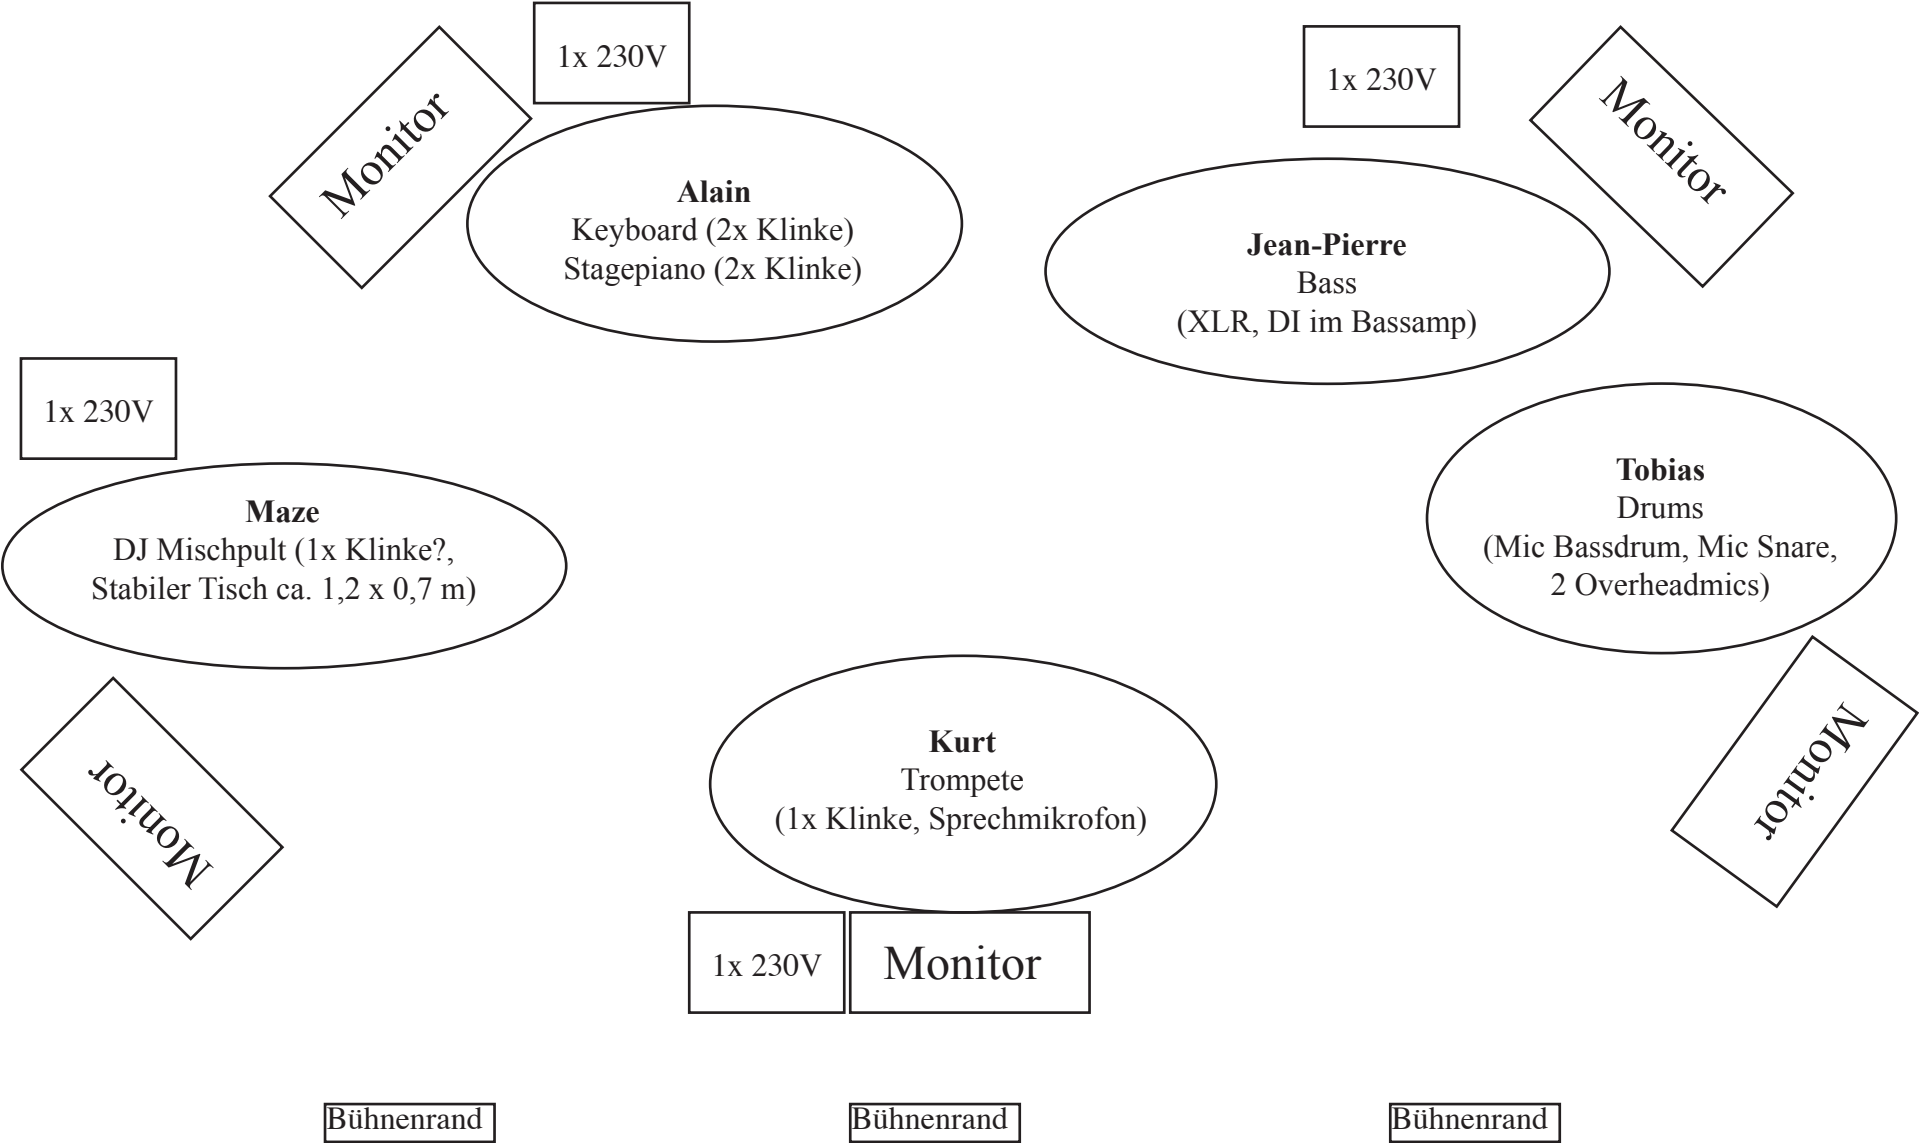 1x 230V
Monitor
Alain
Keyboard (2x Klinke)
Stagepiano (2x Klinke)
1x 230V
Monitor
Jean-Pierre
Bass
(XLR, DI im Bassamp)
1x 230V
Maze
DJ Mischpult (1x Klinke?,
Stabiler Tisch ca. 1,2 x 0,7 m)
Monitor
Tobias
Drums
(Mic Bassdrum, Mic Snare,
2 Overheadmics)
Monitor
Kurt
Trompete
(1x Klinke, Sprechmikrofon)
1x 230V
Monitor
Bühnenrand
Bühnenrand
Bühnenrand